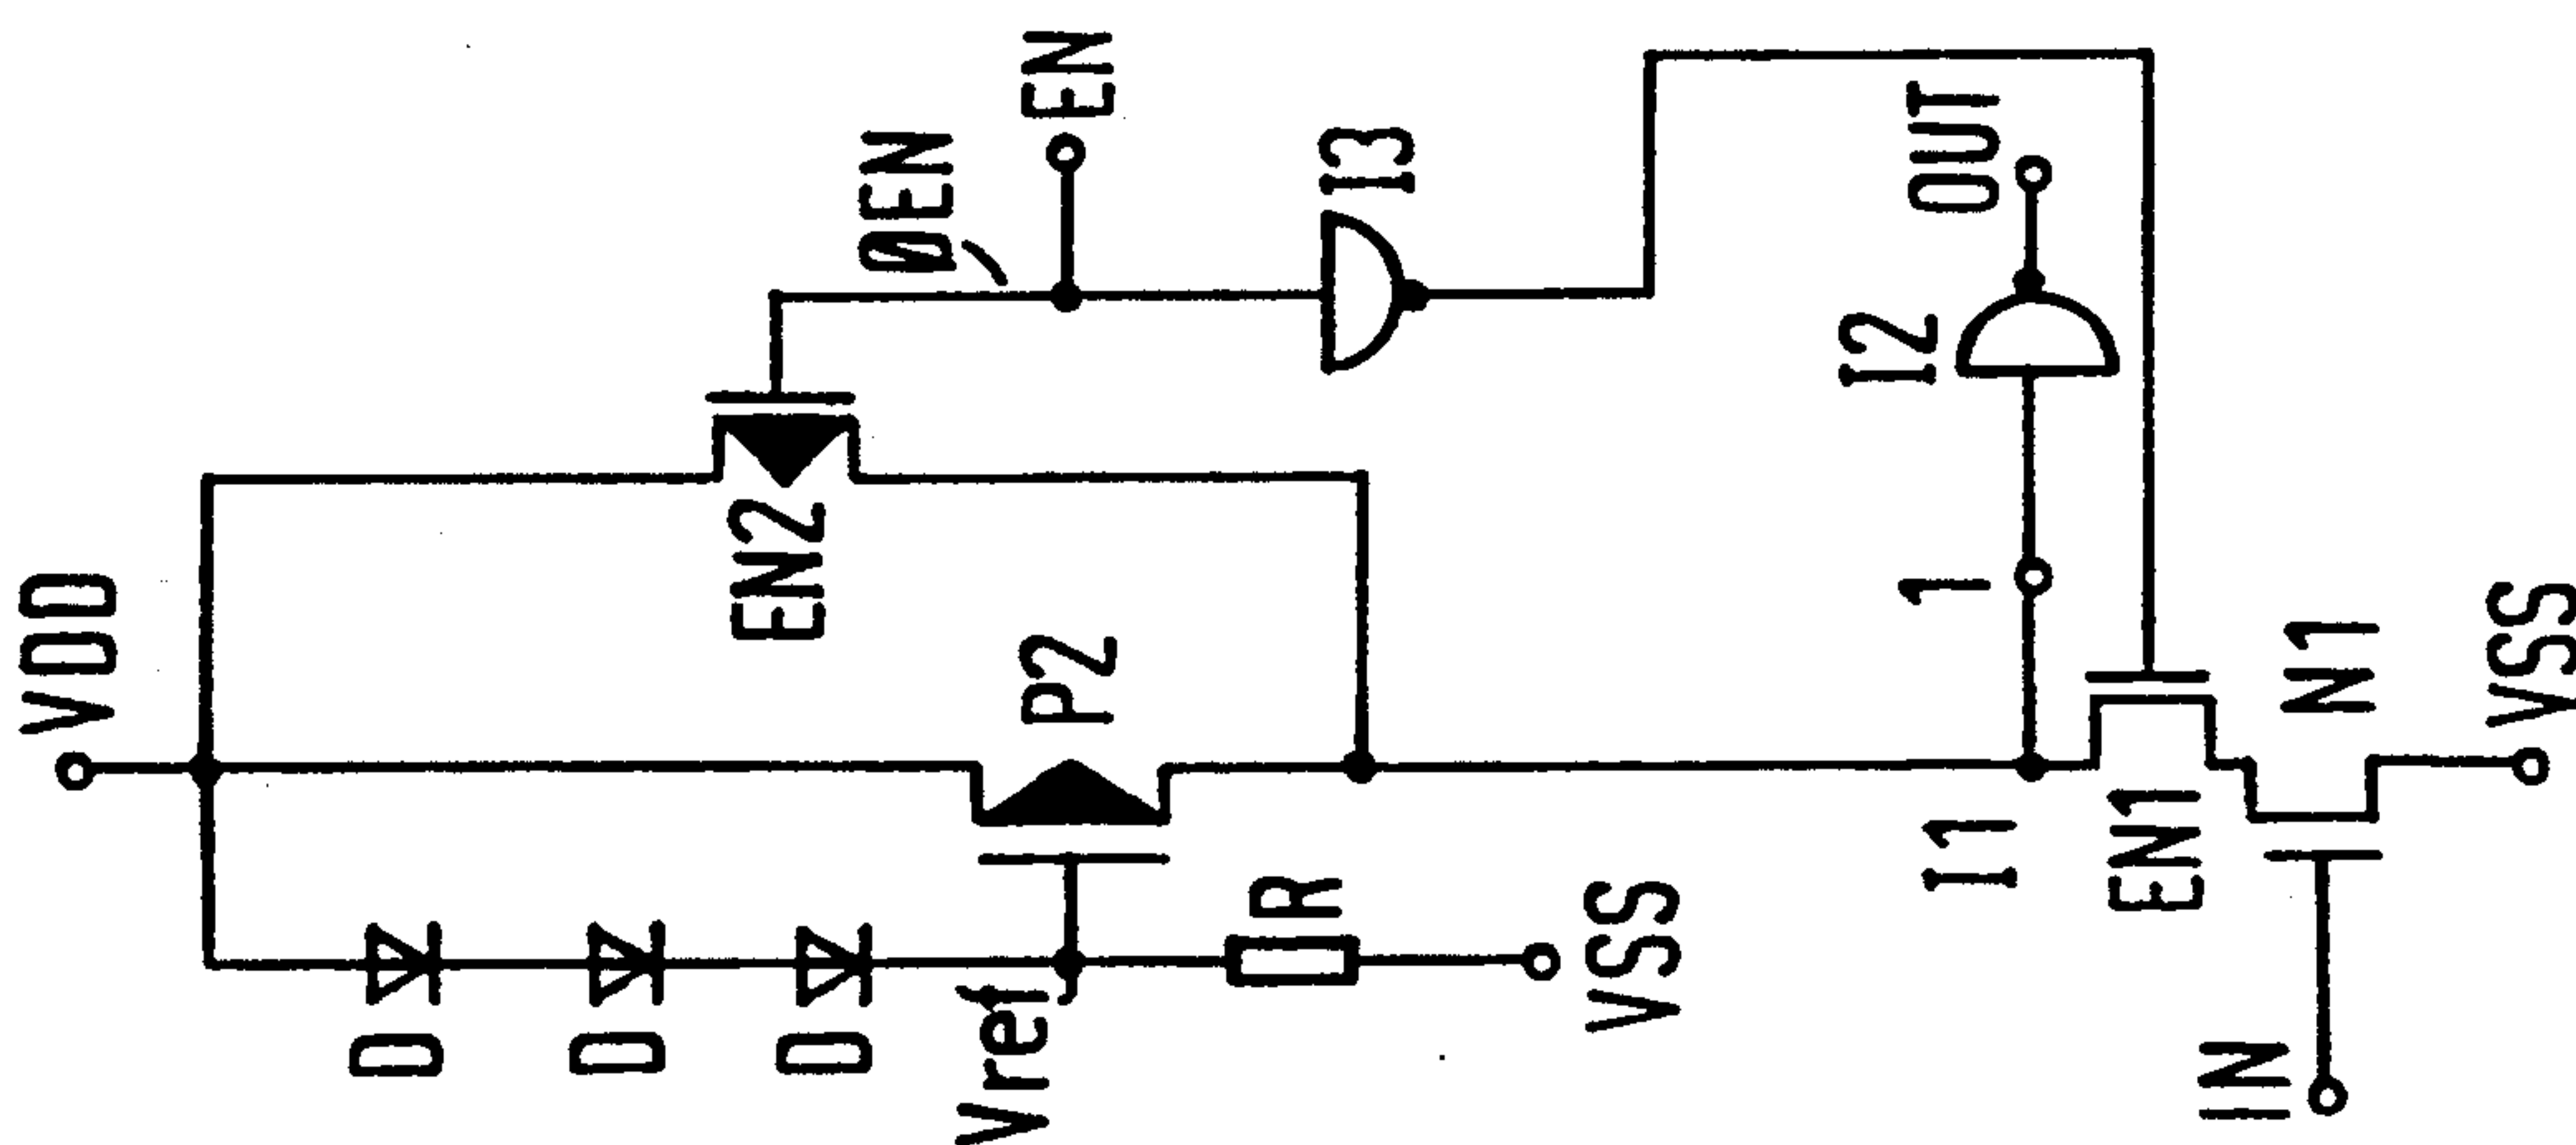 VDD
D
D
D
Vref
R
VSS
P2
EN2
ØEN
EN
I3
OUT
I2
1
I1
EN1
N1
IN
VSS